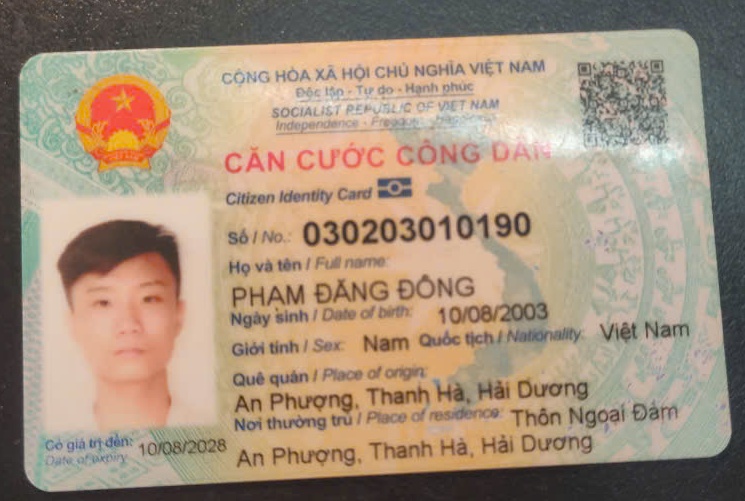 CỘNG HÒA XÃ HỘI CHỦ NGHĨA VIỆT NAM
Độc lập - Tự do - Hạnh phúc
SOCIALIST REPUBLIC OF VIET NAM
Independence - Freedom - Happiness
CĂN CƯỚC CÔNG DÂN
Citizen Identity Card
Số / No.: 030203010190
Họ và tên / Full name:
PHẠM ĐĂNG ĐÔNG
Ngày sinh / Date of birth: 10/08/2003
Giới tính / Sex: Nam Quốc tịch / Nationality: Việt Nam
Quê quán / Place of origin:
An Phượng, Thanh Hà, Hải Dương
Nơi thường trú / Place of residence: Thôn Ngoại Đàm
An Phượng, Thanh Hà, Hải Dương
Có giá trị đến: 10/08/2028
Date of expiry